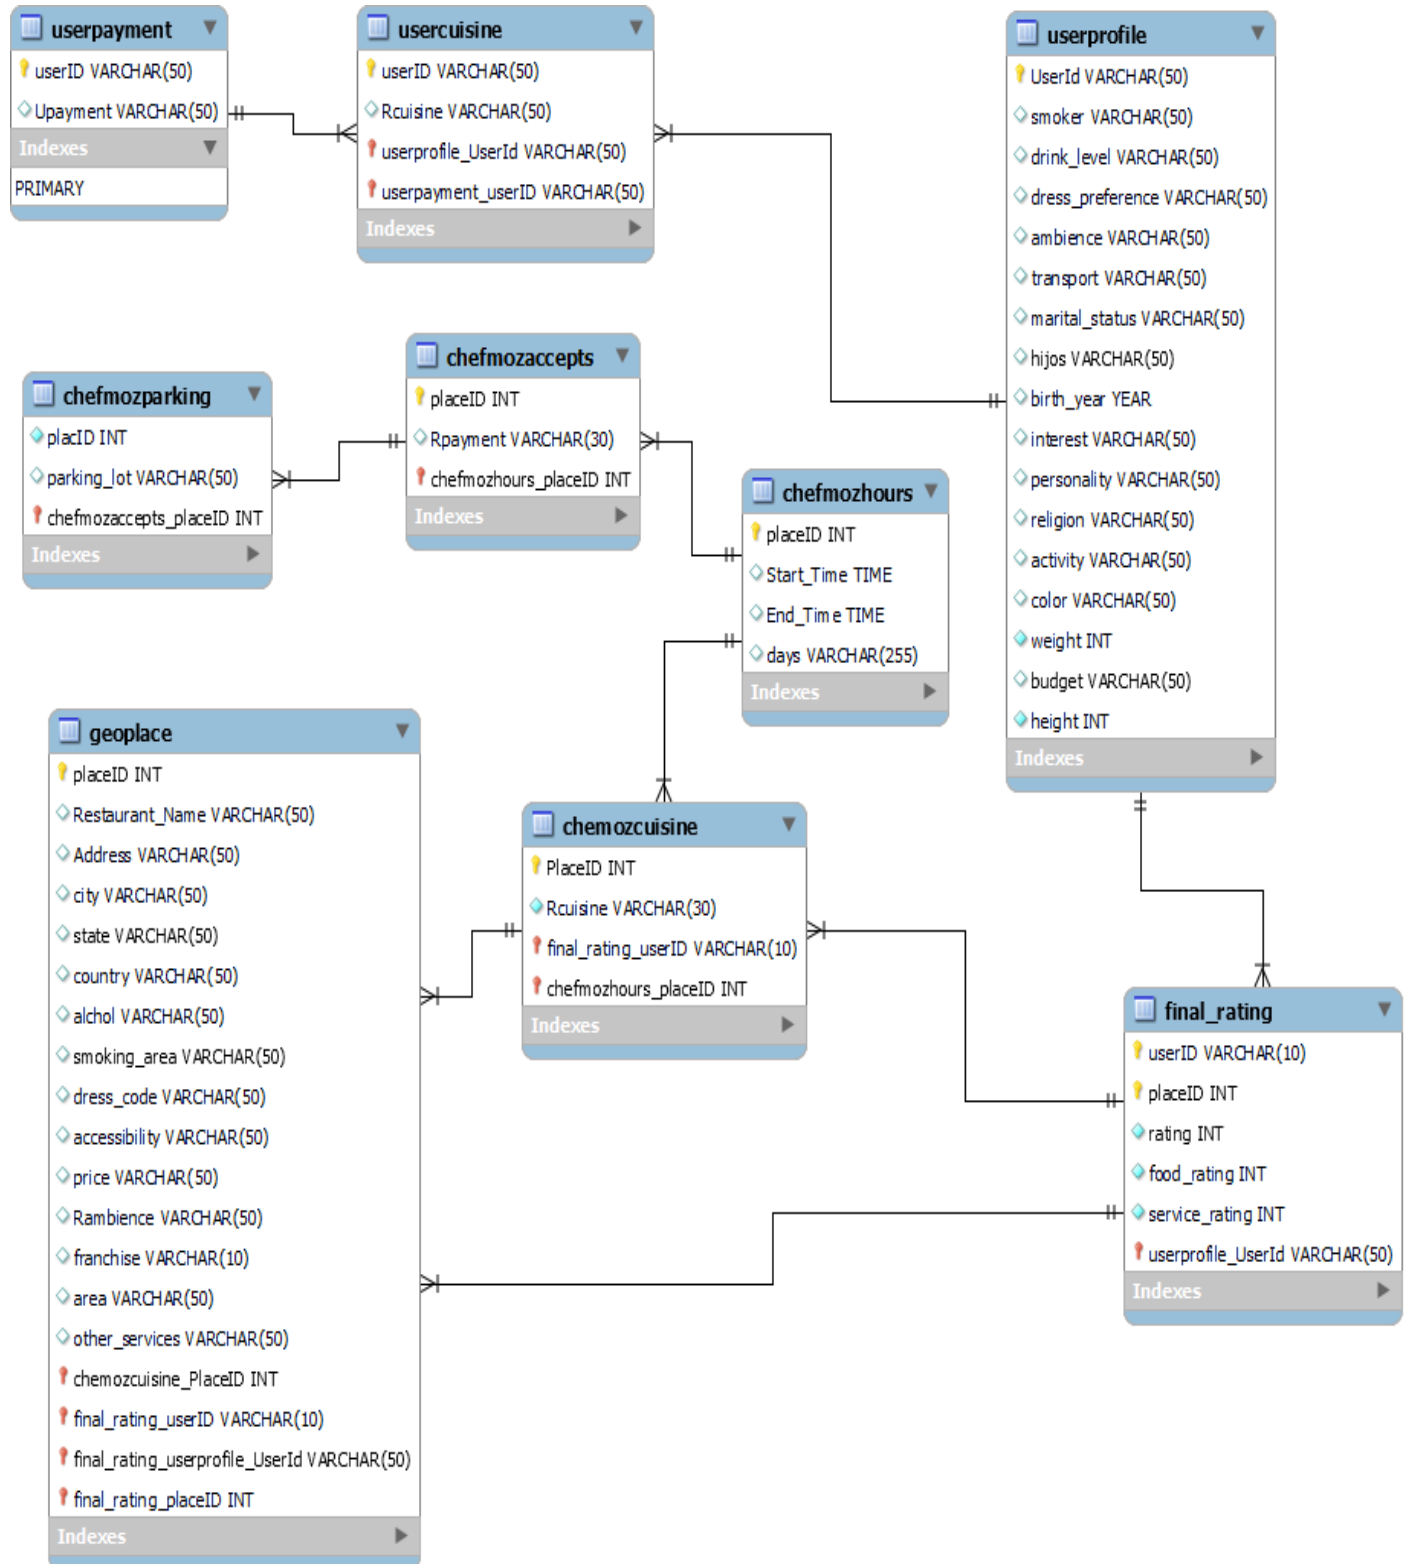 userpayment
userID VARCHAR(50)
Upayment VARCHAR(50)
Indexes
PRIMARY
usercuisine
userID VARCHAR(50)
Rcuisine VARCHAR(50)
userprofile_UserId VARCHAR(50)
userpayment_userID VARCHAR(50)
Indexes
userprofile
UserId VARCHAR(50)
smoker VARCHAR(50)
drink_level VARCHAR(50)
dress_preference VARCHAR(50)
ambience VARCHAR(50)
transport VARCHAR(50)
marital_status VARCHAR(50)
hijos VARCHAR(50)
birth_year YEAR
interest VARCHAR(50)
personality VARCHAR(50)
religion VARCHAR(50)
activity VARCHAR(50)
color VARCHAR(50)
weight INT
budget VARCHAR(50)
height INT
Indexes
chefmozparking
placID INT
parking_lot VARCHAR(50)
chefmozaccepts_placeID INT
Indexes
chefmozaccepts
placeID INT
Rpayment VARCHAR(30)
chefmozhours_placeID INT
Indexes
chefmozhours
placeID INT
Start_Time TIME
End_Time TIME
days VARCHAR(255)
Indexes
geoplace
placeID INT
Restaurant_Name VARCHAR(50)
Address VARCHAR(50)
city VARCHAR(50)
state VARCHAR(50)
country VARCHAR(50)
alchol VARCHAR(50)
smoking_area VARCHAR(50)
dress_code VARCHAR(50)
accessibility VARCHAR(50)
price VARCHAR(50)
Rambience VARCHAR(50)
franchise VARCHAR(10)
area VARCHAR(50)
other_services VARCHAR(50)
chemozcuisine_PlaceID INT
final_rating_userID VARCHAR(10)
final_rating_userprofile_UserId VARCHAR(50)
final_rating_placeID INT
Indexes
chemozcuisine
PlaceID INT
Rcuisine VARCHAR(30)
final_rating_userID VARCHAR(10)
chefmozhours_placeID INT
Indexes
final_rating
userID VARCHAR(10)
placeID INT
rating INT
food_rating INT
service_rating INT
userprofile_UserId VARCHAR(50)
Indexes